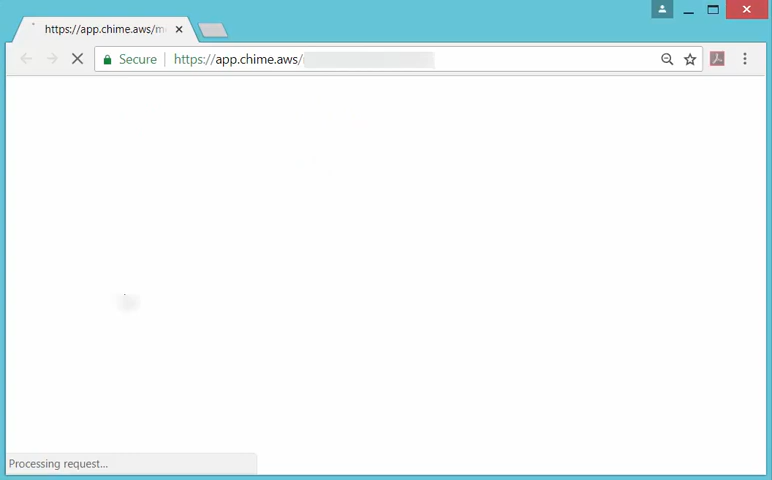 https://app.chime.aws/m
Secure
https://app.chime.aws/
Processing request...